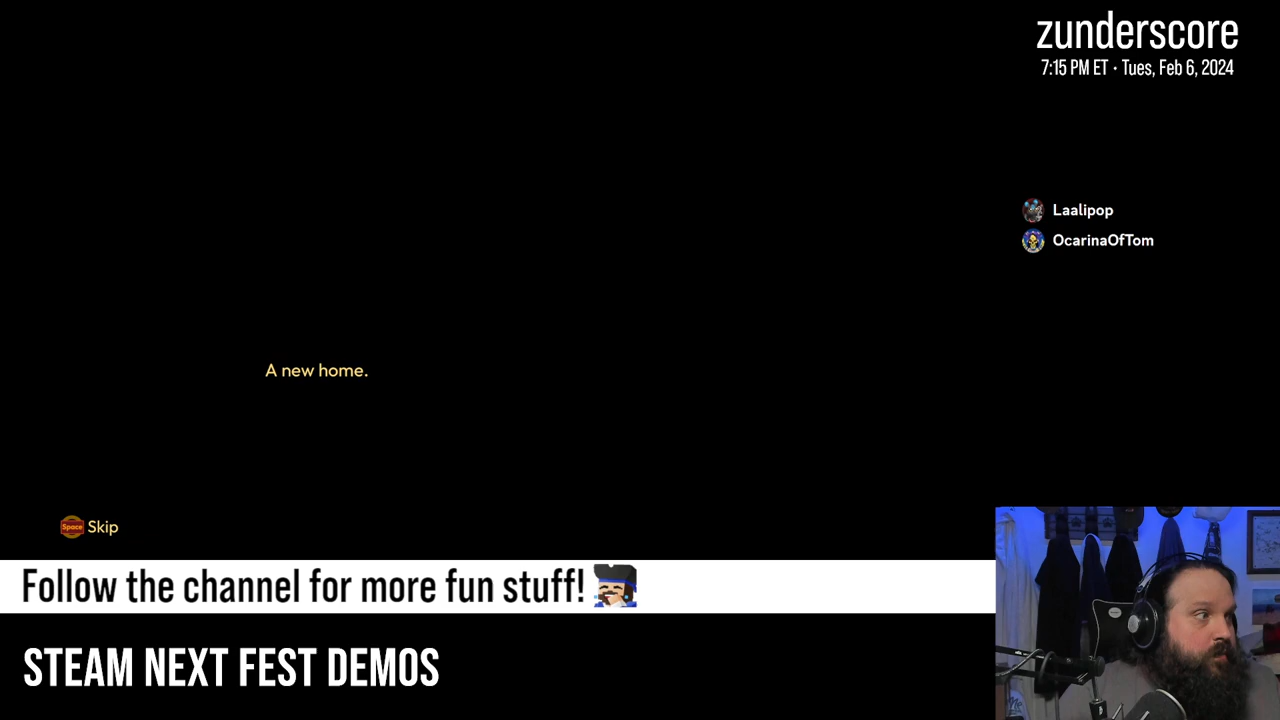 zunderscore
7:15 PM ET · Tues, Feb 6, 2024
Laalipop
OcarinaOfTom
A new home.
Space Skip
Follow the channel for more fun stuff!
STEAM NEXT FEST DEMOS